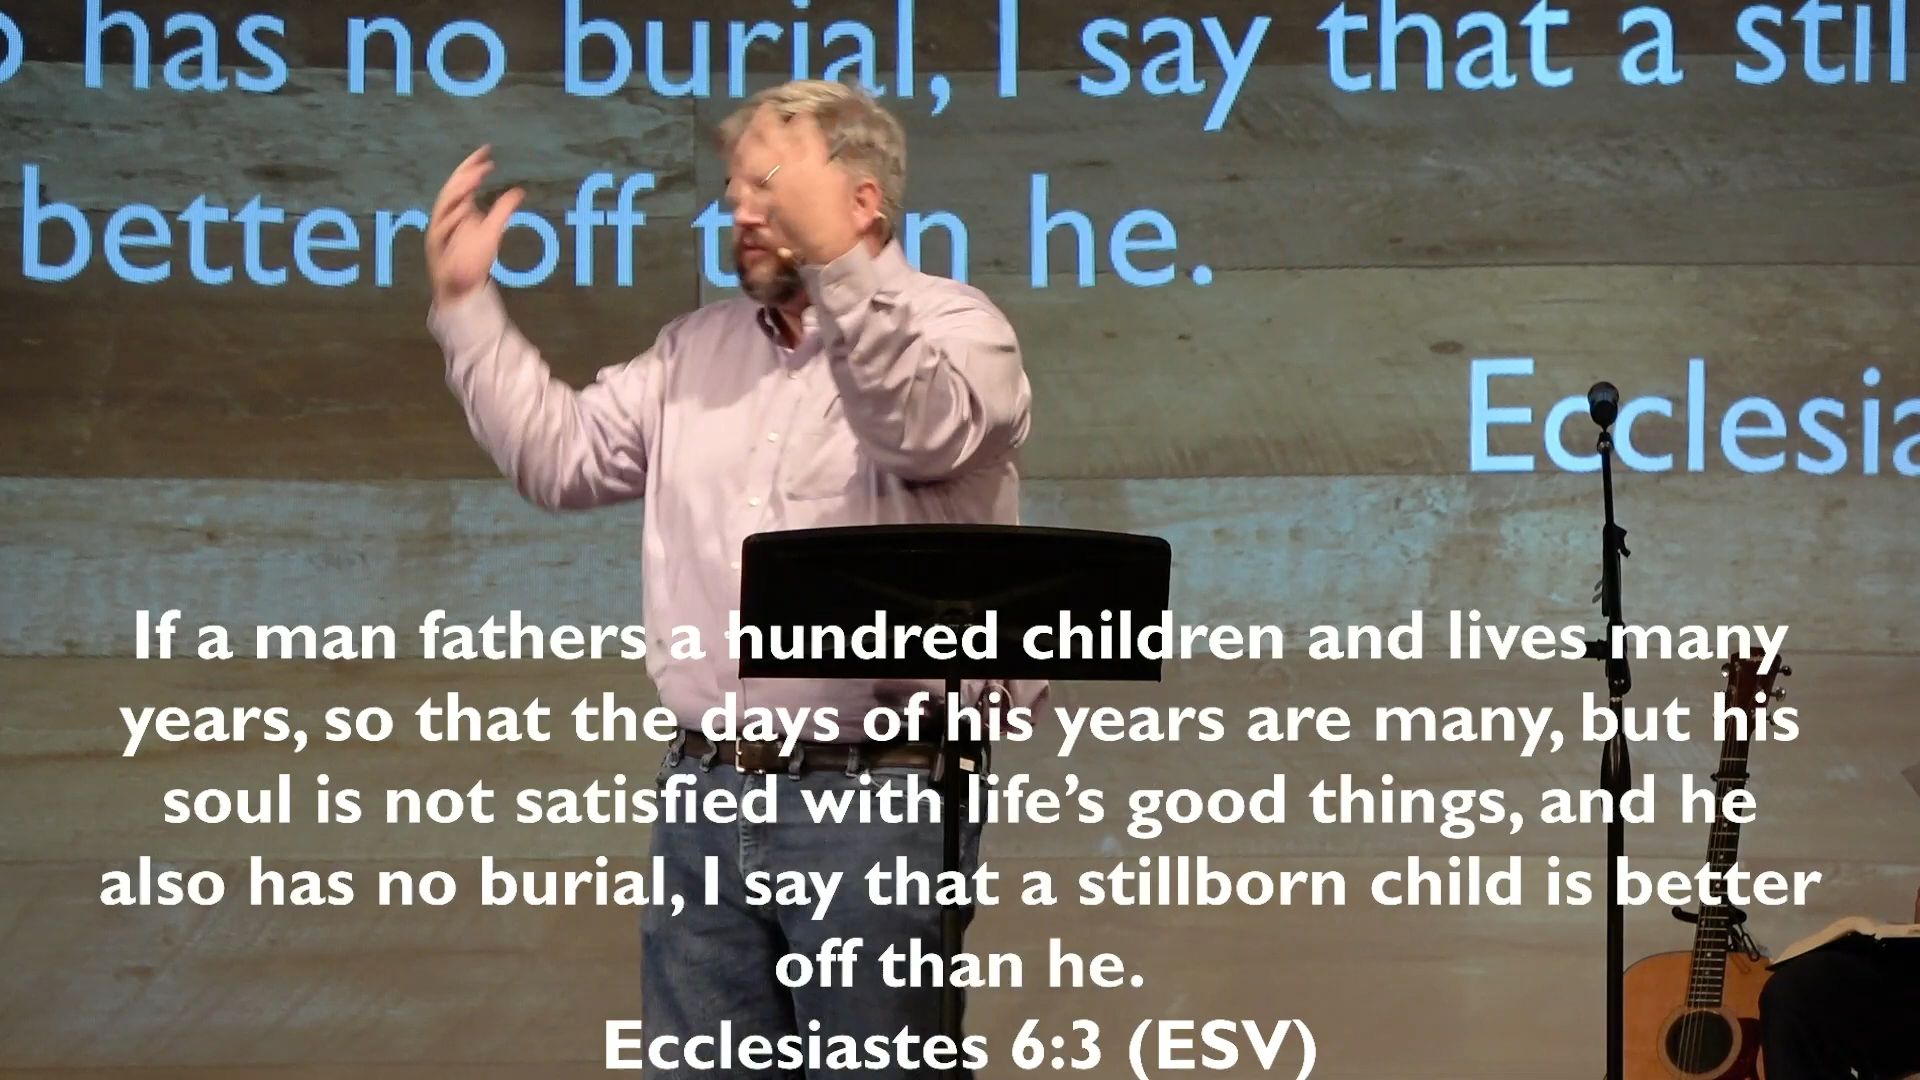 has no burial, I say that a stil
better off than he.
Ecclesia
If a man fathers a hundred children and lives many
years, so that the days of his years are many, but his
soul is not satisfied with life’s good things, and he
also has no burial, I say that a stillborn child is better
off than he.
Ecclesiastes 6:3 (ESV)